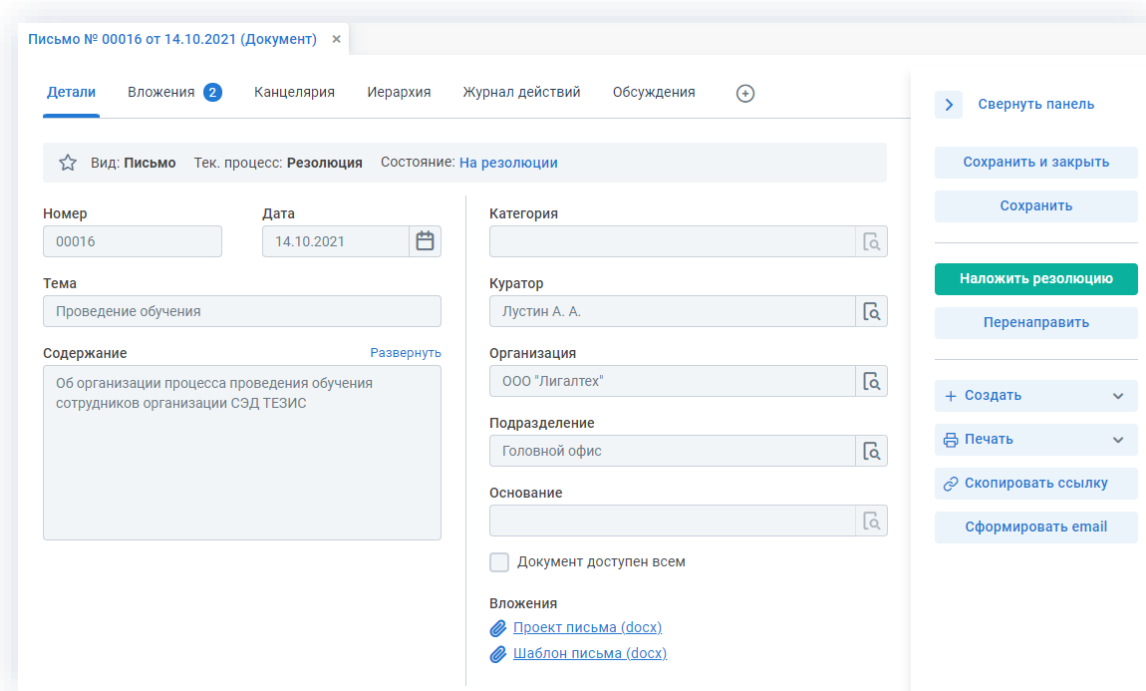 Письмо № 00016 от 14.10.2021 (Документ) ×
Детали Вложения 2 Канцелярия Иерархия Журнал действий Обсуждения
Вид: Письмо Тек. процесс: Резолюция Состояние: На резолюции
Номер Дата
00016 14.10.2021
Тема
Проведение обучения
Содержание Развернуть
Об организации процесса проведения обучения
сотрудников организации СЭД ТЕЗИС
Категория
Куратор
Лустин А. А.
Организация
ООО "Лигалтех"
Подразделение
Головной офис
Основание
Документ доступен всем
Вложения
Проект письма (docx)
Шаблон письма (docx)
Свернуть панель
Сохранить и закрыть
Сохранить
Наложить резолюцию
Перенаправить
+ Создать
Печать
Скопировать ссылку
Сформировать email